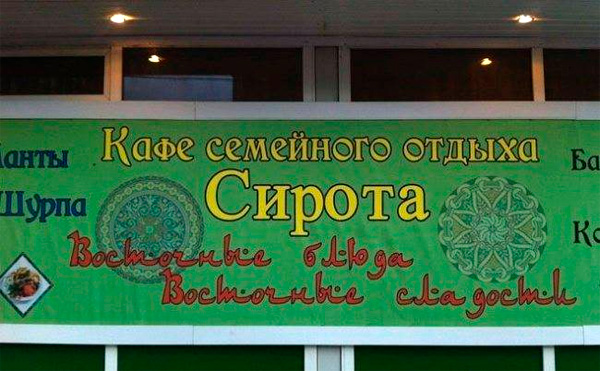 Кафе семейного отдыха
Сирота
Шурпа
Восточные блюда
Восточные сладости